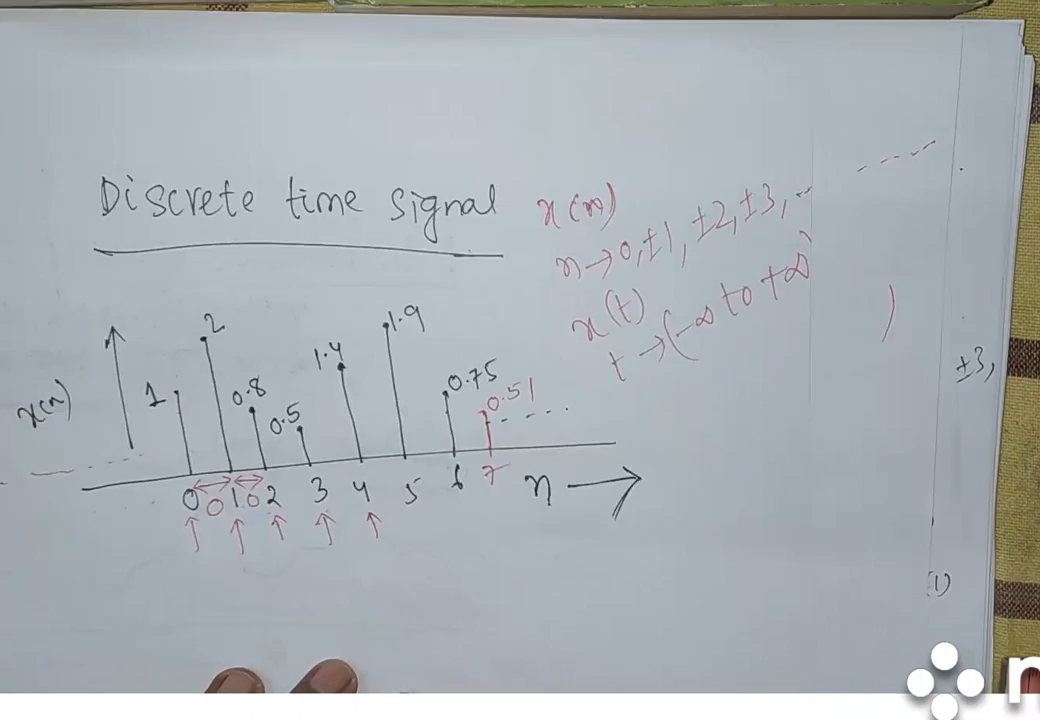 Discrete time signal
x(n)
n → 0, ±1, ±2, ±3, ..
x(t)
t → (-∞ to +∞)
±3,
x(n)
1 2 0.8 0.5 1.4 1.9 0.75 0.51
0 1 2 3 4 5 6 7 n →
0 0
(1)
n